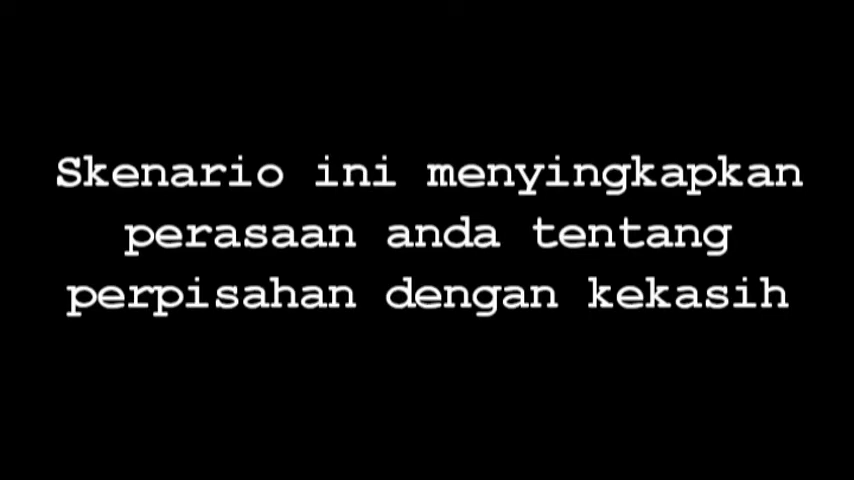 Skenario ini menyingkapkan
perasaan anda tentang
perpisahan dengan kekasih